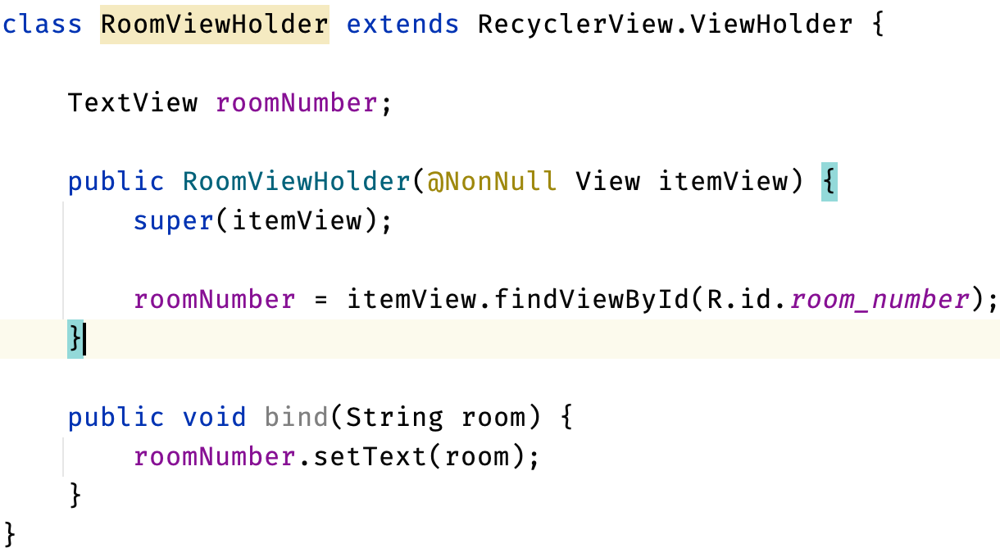 class RoomViewHolder extends RecyclerView.ViewHolder {
TextView roomNumber;
public RoomViewHolder(@NonNull View itemView) {
super(itemView);
roomNumber = itemView.findViewById(R.id.room_number);
}
public void bind(String room) {
roomNumber.setText(room);
}
}